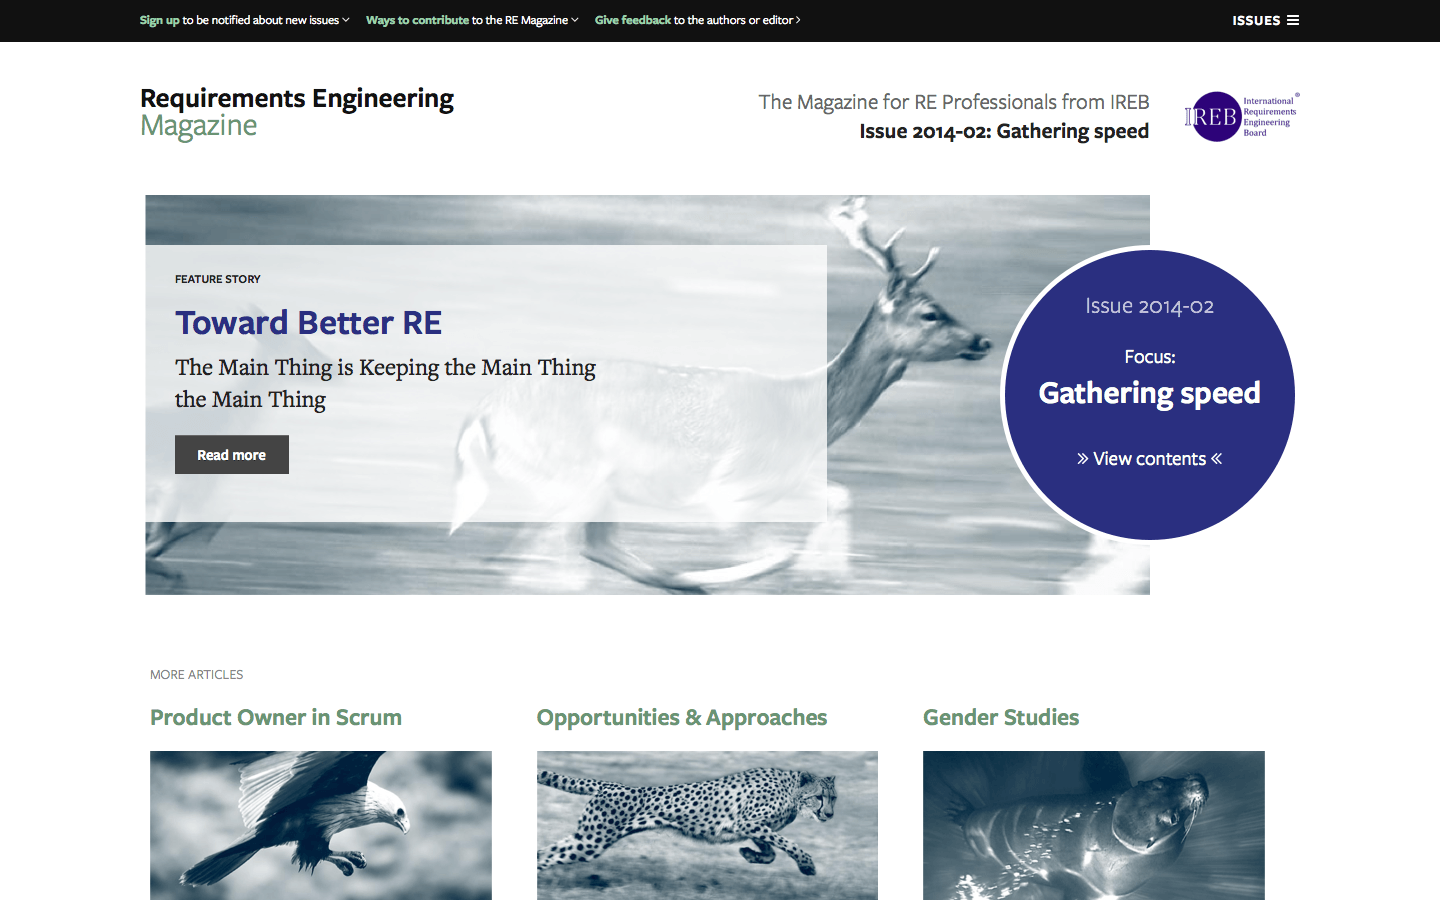 Sign up to be notified about new issues
Ways to contribute to the RE Magazine
Give feedback to the authors or editor
ISSUES
Requirements Engineering
Magazine
The Magazine for RE Professionals from IREB
Issue 2014-02: Gathering speed
IREB
International
Requirements
Engineering
Board
®
FEATURE STORY
Toward Better RE
The Main Thing is Keeping the Main Thing
the Main Thing
Read more
Issue 2014-02
Focus:
Gathering speed
» View contents «
MORE ARTICLES
Product Owner in Scrum
Opportunities & Approaches
Gender Studies